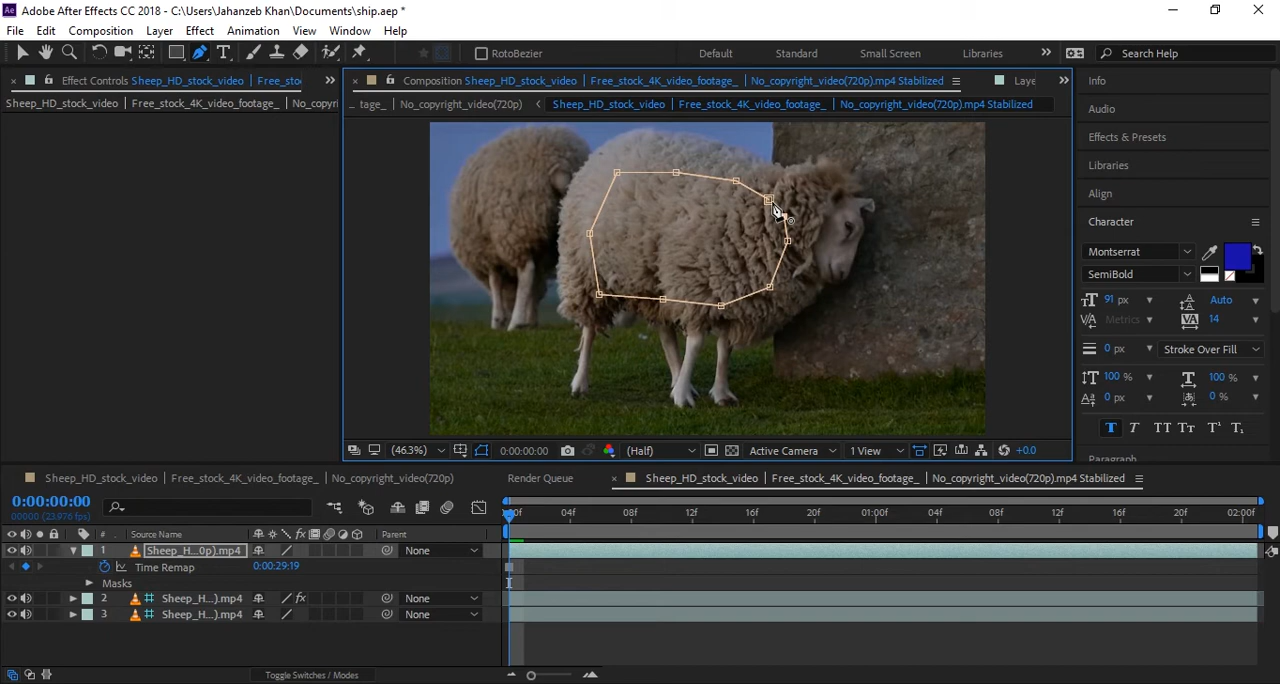 Adobe After Effects CC 2018 - C:\Users\Jahanzeb Khan\Documents\ship.aep *
File Edit Composition Layer Effect Animation View Window Help
RotoBezier Default Standard Small Screen Libraries Search Help
Effect Controls Sheep_HD_stock_video | Free_sto
Composition Sheep_HD_stock_video | Free_stock_4K_video_footage_ | No_copyright_video(720p).mp4 Stabilized
Laye
Info
Sheep_HD_stock_video | Free_stock_4K_video_footage_ | No_copyri
tage_ | No_copyright_video(720p) Sheep_HD_stock_video | Free_stock_4K_video_footage_ | No_copyright_video(720p).mp4 Stabilized
Audio
Effects & Presets
Libraries
Align
Character
Montserrat
SemiBold
91 px Auto
Metrics 14
0 px Stroke Over Fill
100 % 100 %
0 px 0 %
T T TT Tr T¹ T₁
Paragraph
(46.3%) 0:00:00:00 (Half) Active Camera 1 View +0.0
Sheep_HD_stock_video | Free_stock_4K_video_footage_ | No_copyright_video(720p) Render Queue Sheep_HD_stock_video | Free_stock_4K_video_footage_ | No_copyright_video(720p).mp4 Stabilized
0:00:00:00
00000 (23.976 fps)
04f 08f 12f 16f 20f 01:00f 04f 08f 12f 16f 20f 02:00f
# Source Name Parent
1 Sheep_H...0p).mp4 None
Time Remap 0:00:29:19
Masks
2 Sheep_H...).mp4 fx None
3 Sheep_H...).mp4 None
Toggle Switches / Modes